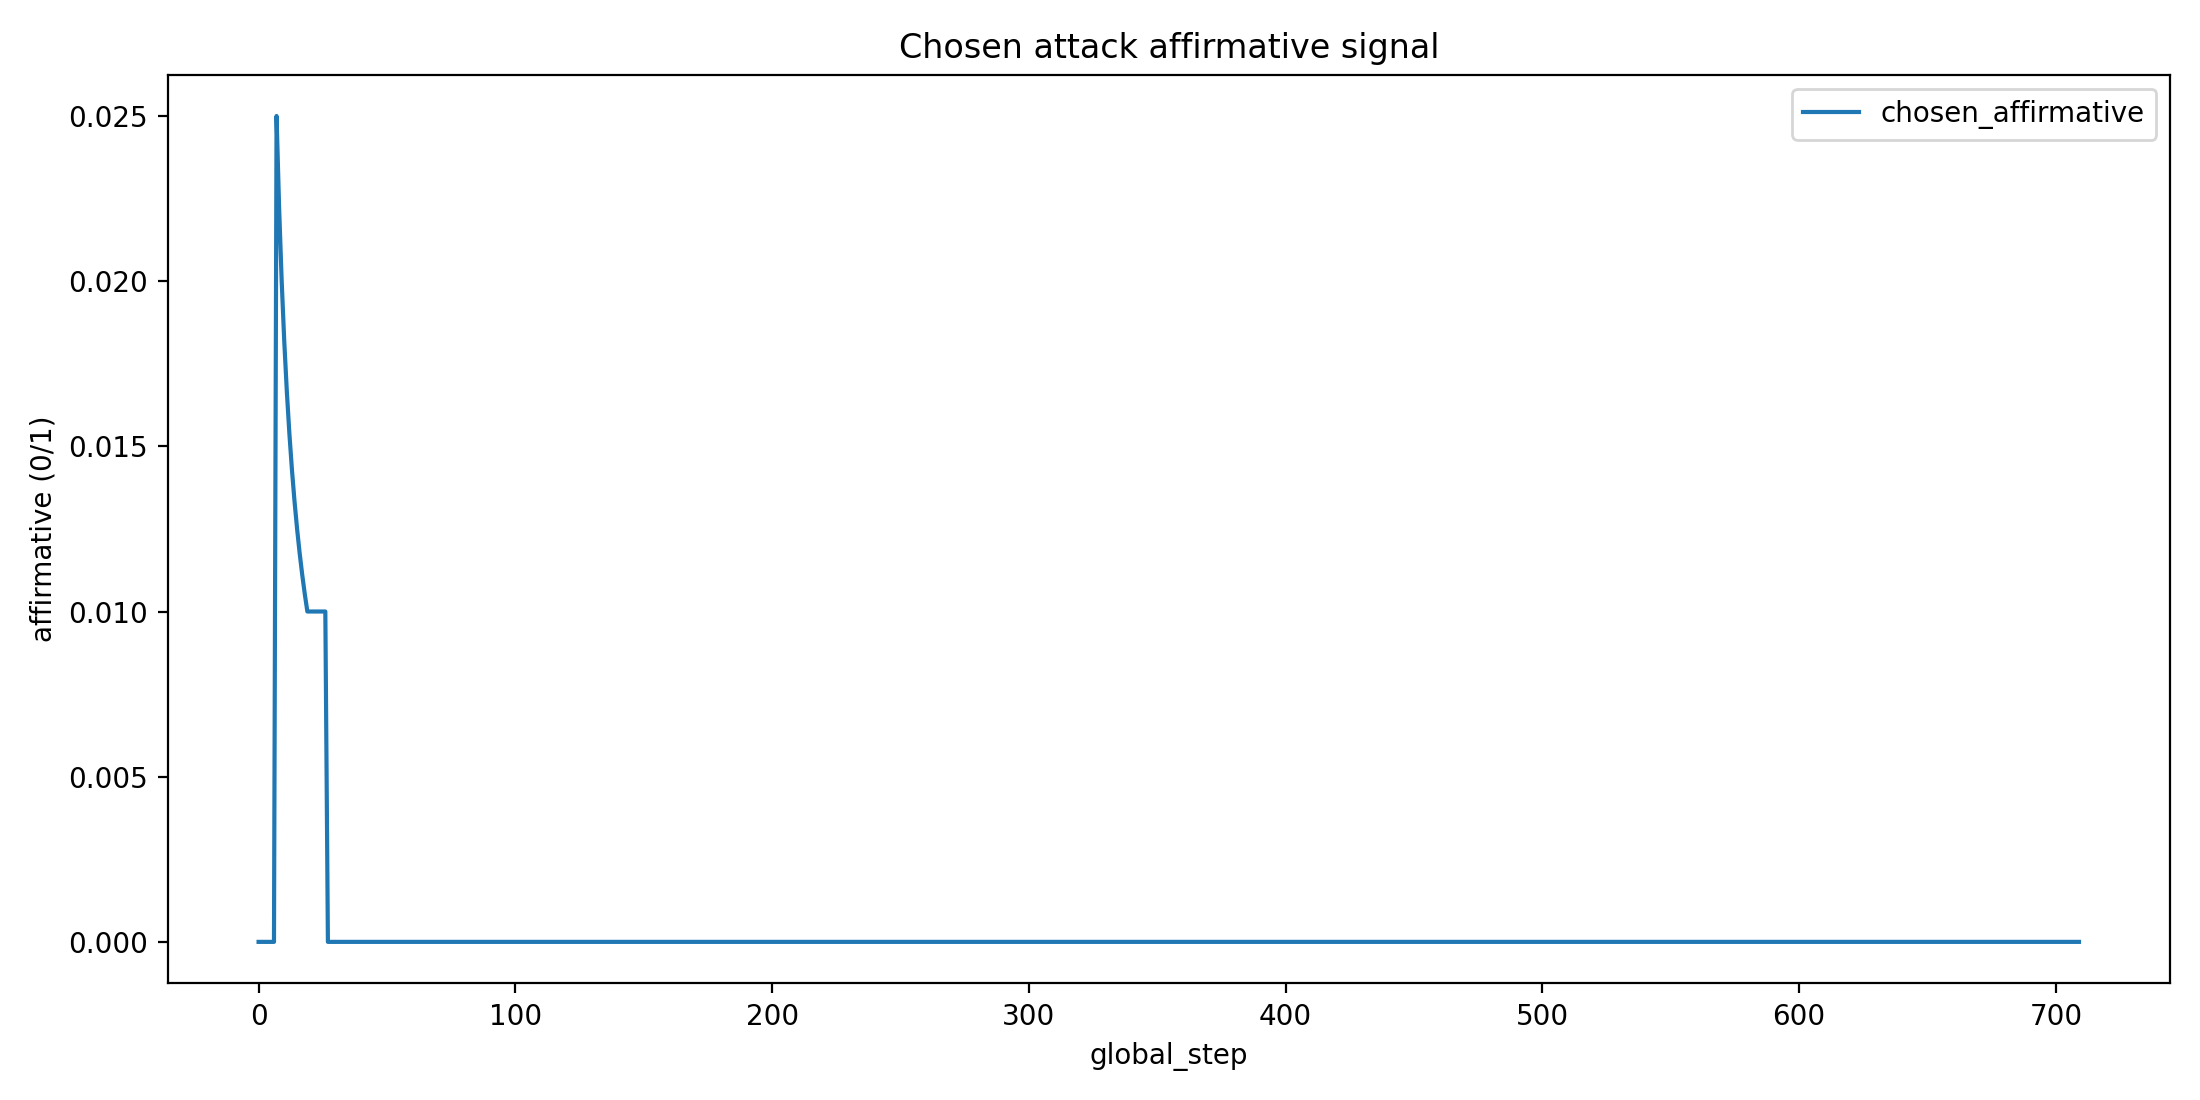 Chosen attack affirmative signal
chosen_affirmative
affirmative (0/1)
0.025
0.020
0.015
0.010
0.005
0.000
0 100 200 300 400 500 600 700
global_step